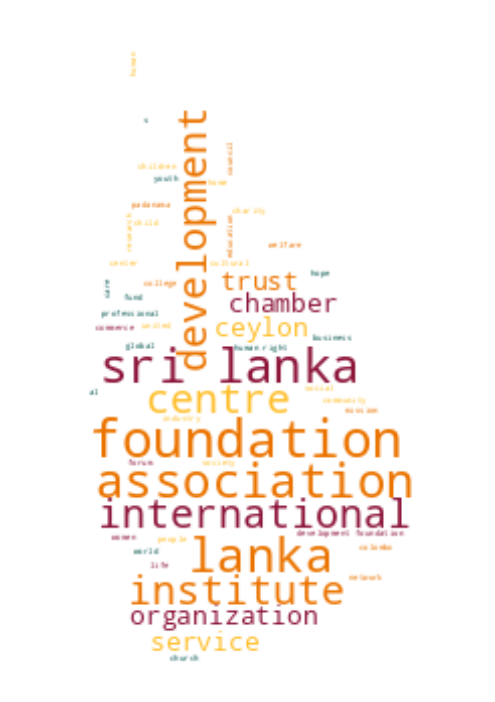 human
s
development
council
children
youth
home
padanama
charity
research
child
education
welfare
center
cultural
hope
trust
care
college
fund
chamber
professional
commerce
united
ceylon
business
global
human right
sri lanka
al
social
centre
community
mission
industry
foundation
forum
society
association
international
women
people
development foundation
world
colombo
lanka
life
network
institute
organization
service
church